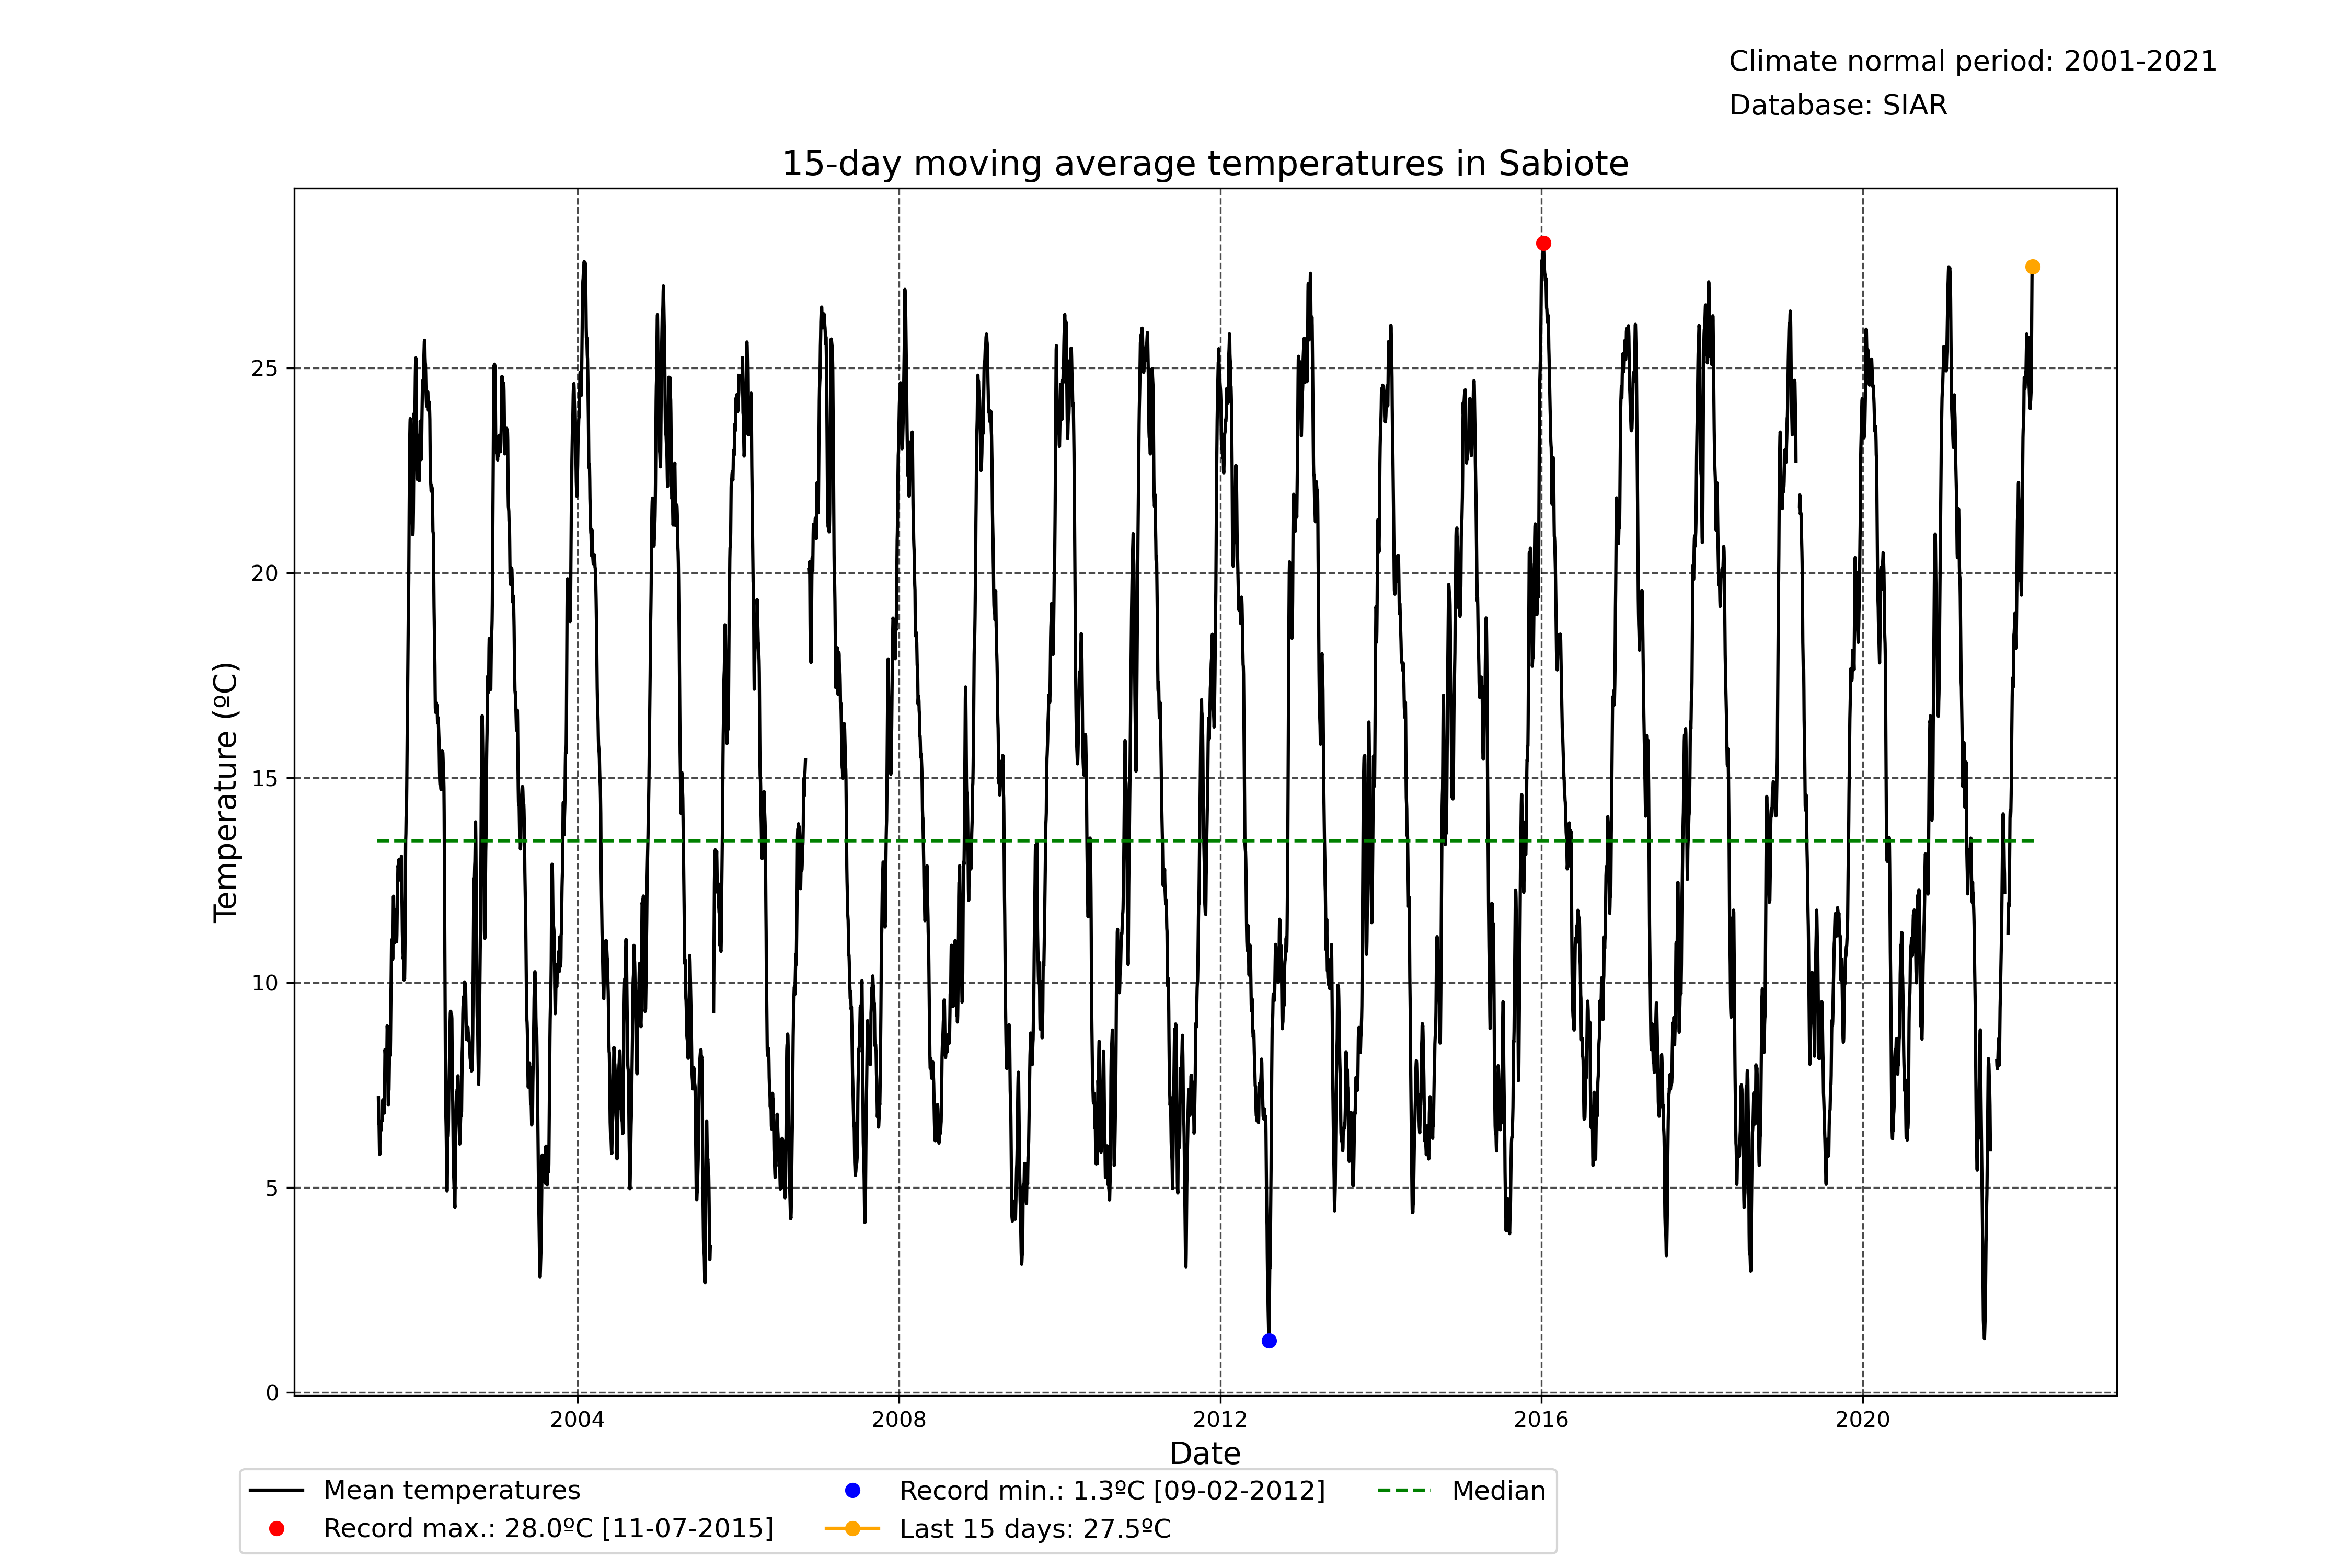 Climate normal period: 2001-2021
Database: SIAR
15-day moving average temperatures in Sabiote
25
20
15
10
5
0
Temperature (ºC)
2004 2008 2012 2016 2020
Date
Mean temperatures
Record max.: 28.0ºC [11-07-2015]
Record min.: 1.3ºC [09-02-2012]
Last 15 days: 27.5ºC
Median